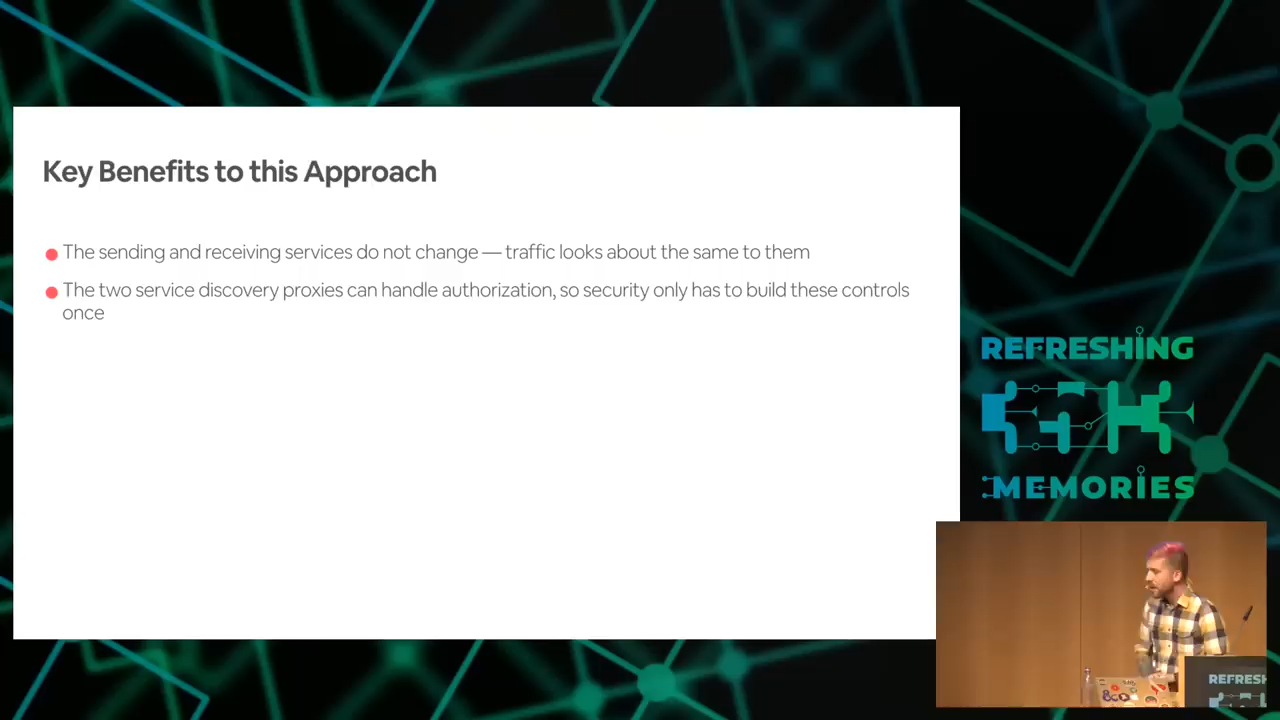 Key Benefits to this Approach
The sending and receiving services do not change — traffic looks about the same to them
The two service discovery proxies can handle authorization, so security only has to build these controls
once
REFRESHING
MEMORIES
REFRESH